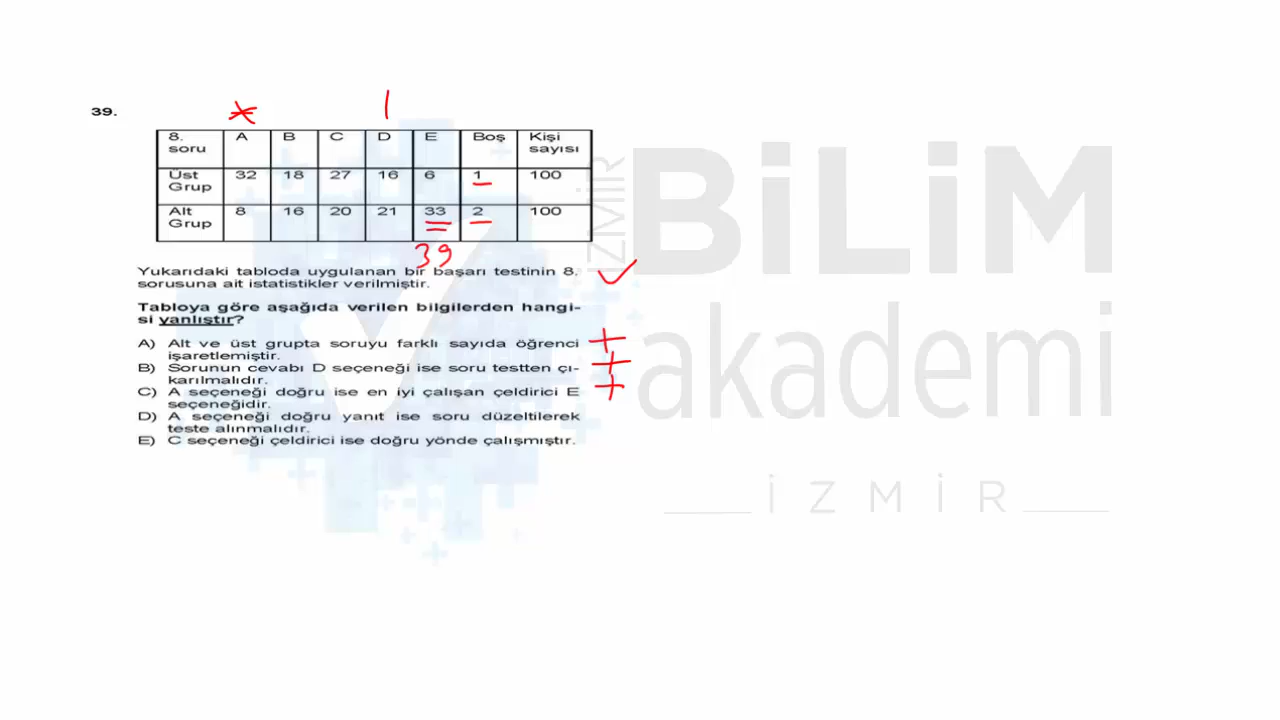 39.
8. soru A B C D E Boş Kişi sayısı
Üst Grup 32 18 27 16 6 1 100
Alt Grup 8 16 20 21 33 2 100
39
Yukarıdaki tabloda uygulanan bir başarı testinin 8.
sorusuna ait istatistikler verilmiştir.
Tabloya göre aşağıda verilen bilgilerden hangi-
si yanlıştır?
A) Alt ve üst grupta soruyu farklı sayıda öğrenci
işaretlemiştir.
B) Sorunun cevabı D seçeneği ise soru testten çı-
karılmalıdır.
C) A seçeneği doğru ise en iyi çalışan çeldirici E
seçeneğidir.
D) A seçeneği doğru yanıt ise soru düzeltilerek
teste alınmalıdır.
E) C seçeneği çeldirici ise doğru yönde çalışmıştır.
İZMİR
BiLiM
akademi
İZMİR